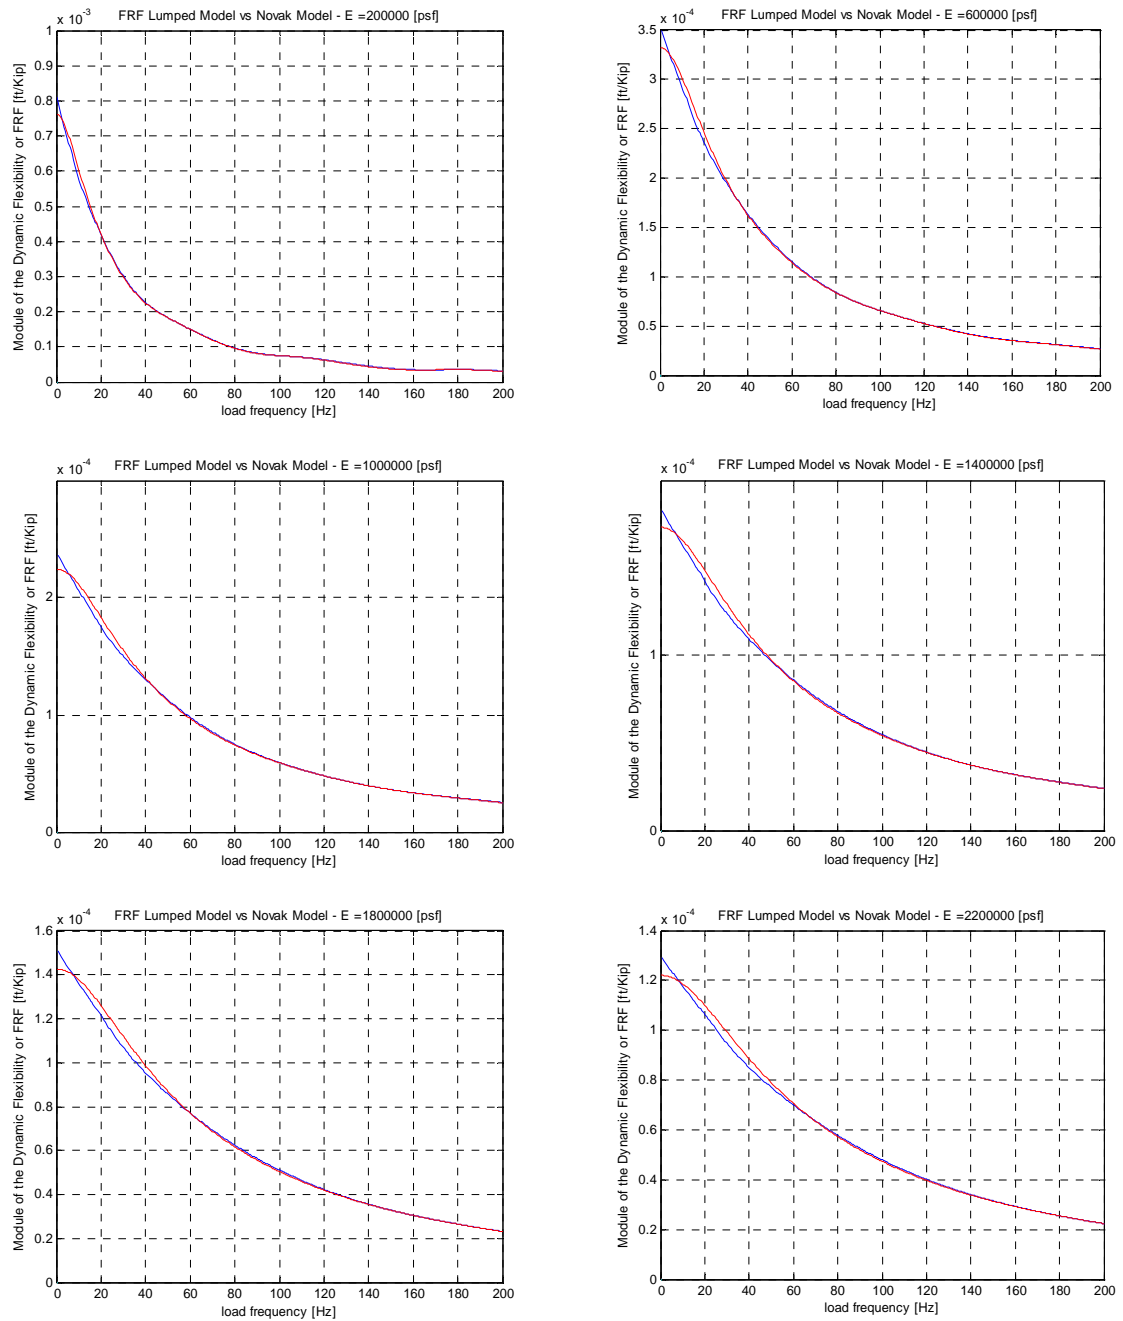 x 10⁻³
FRF Lumped Model vs Novak Model - E =200000 [psf]
Module of the Dynamic Flexibility or FRF [ft/Kip]
1
0.9
0.8
0.7
0.6
0.5
0.4
0.3
0.2
0.1
0
0 20 40 60 80 100 120 140 160 180 200
load frequency [Hz]
x 10⁻⁴
FRF Lumped Model vs Novak Model - E =600000 [psf]
Module of the Dynamic Flexibility or FRF [ft/Kip]
3.5
3
2.5
2
1.5
1
0.5
0
0 20 40 60 80 100 120 140 160 180 200
load frequency [Hz]
x 10⁻⁴
FRF Lumped Model vs Novak Model - E =1000000 [psf]
Module of the Dynamic Flexibility or FRF [ft/Kip]
2
1
0
0 20 40 60 80 100 120 140 160 180 200
load frequency [Hz]
x 10⁻⁴
FRF Lumped Model vs Novak Model - E =1400000 [psf]
Module of the Dynamic Flexibility or FRF [ft/Kip]
1
0
0 20 40 60 80 100 120 140 160 180 200
load frequency [Hz]
x 10⁻⁴
FRF Lumped Model vs Novak Model - E =1800000 [psf]
Module of the Dynamic Flexibility or FRF [ft/Kip]
1.6
1.4
1.2
1
0.8
0.6
0.4
0.2
0
0 20 40 60 80 100 120 140 160 180 200
load frequency [Hz]
x 10⁻⁴
FRF Lumped Model vs Novak Model - E =2200000 [psf]
Module of the Dynamic Flexibility or FRF [ft/Kip]
1.4
1.2
1
0.8
0.6
0.4
0.2
0
0 20 40 60 80 100 120 140 160 180 200
load frequency [Hz]